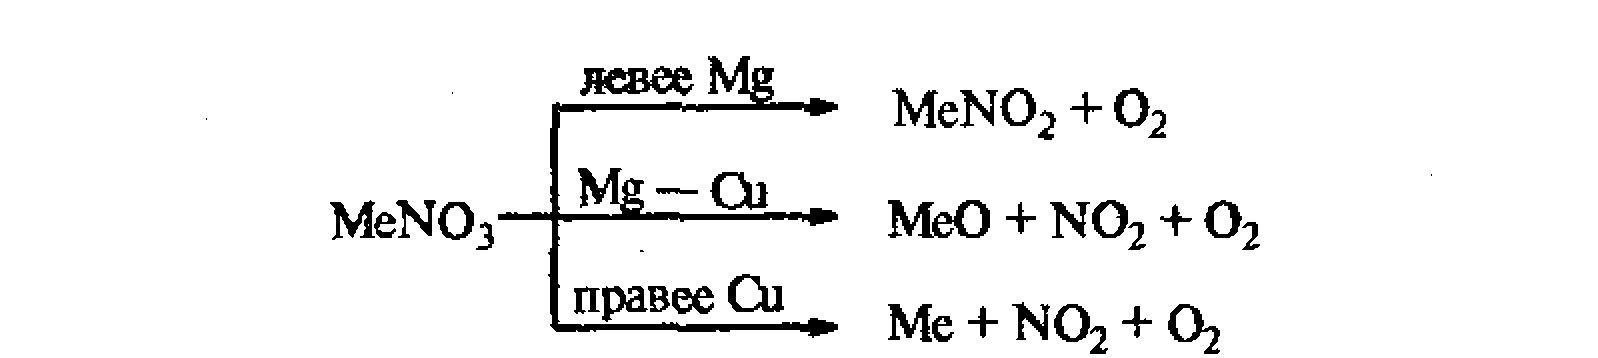 левее Mg
MeNO₂ + O₂
Mg — Cu
MeNO₃
MeO + NO₂ + O₂
правее Cu
Me + NO₂ + O₂